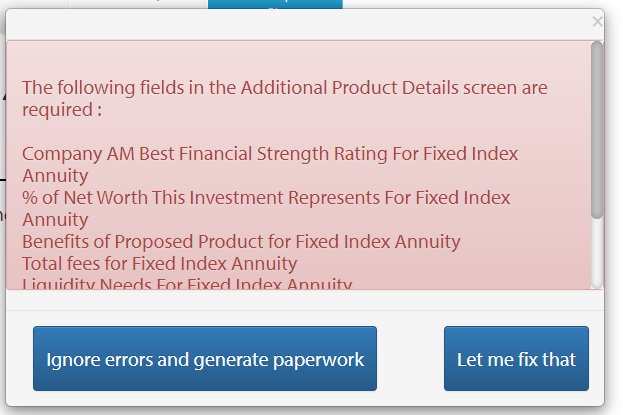 ×
The following fields in the Additional Product Details screen are
required :
Company AM Best Financial Strength Rating For Fixed Index
Annuity
% of Net Worth This Investment Represents For Fixed Index
Annuity
Benefits of Proposed Product for Fixed Index Annuity
Total fees for Fixed Index Annuity
Liquidity Needs For Fixed Index Annuity
Ignore errors and generate paperwork
Let me fix that